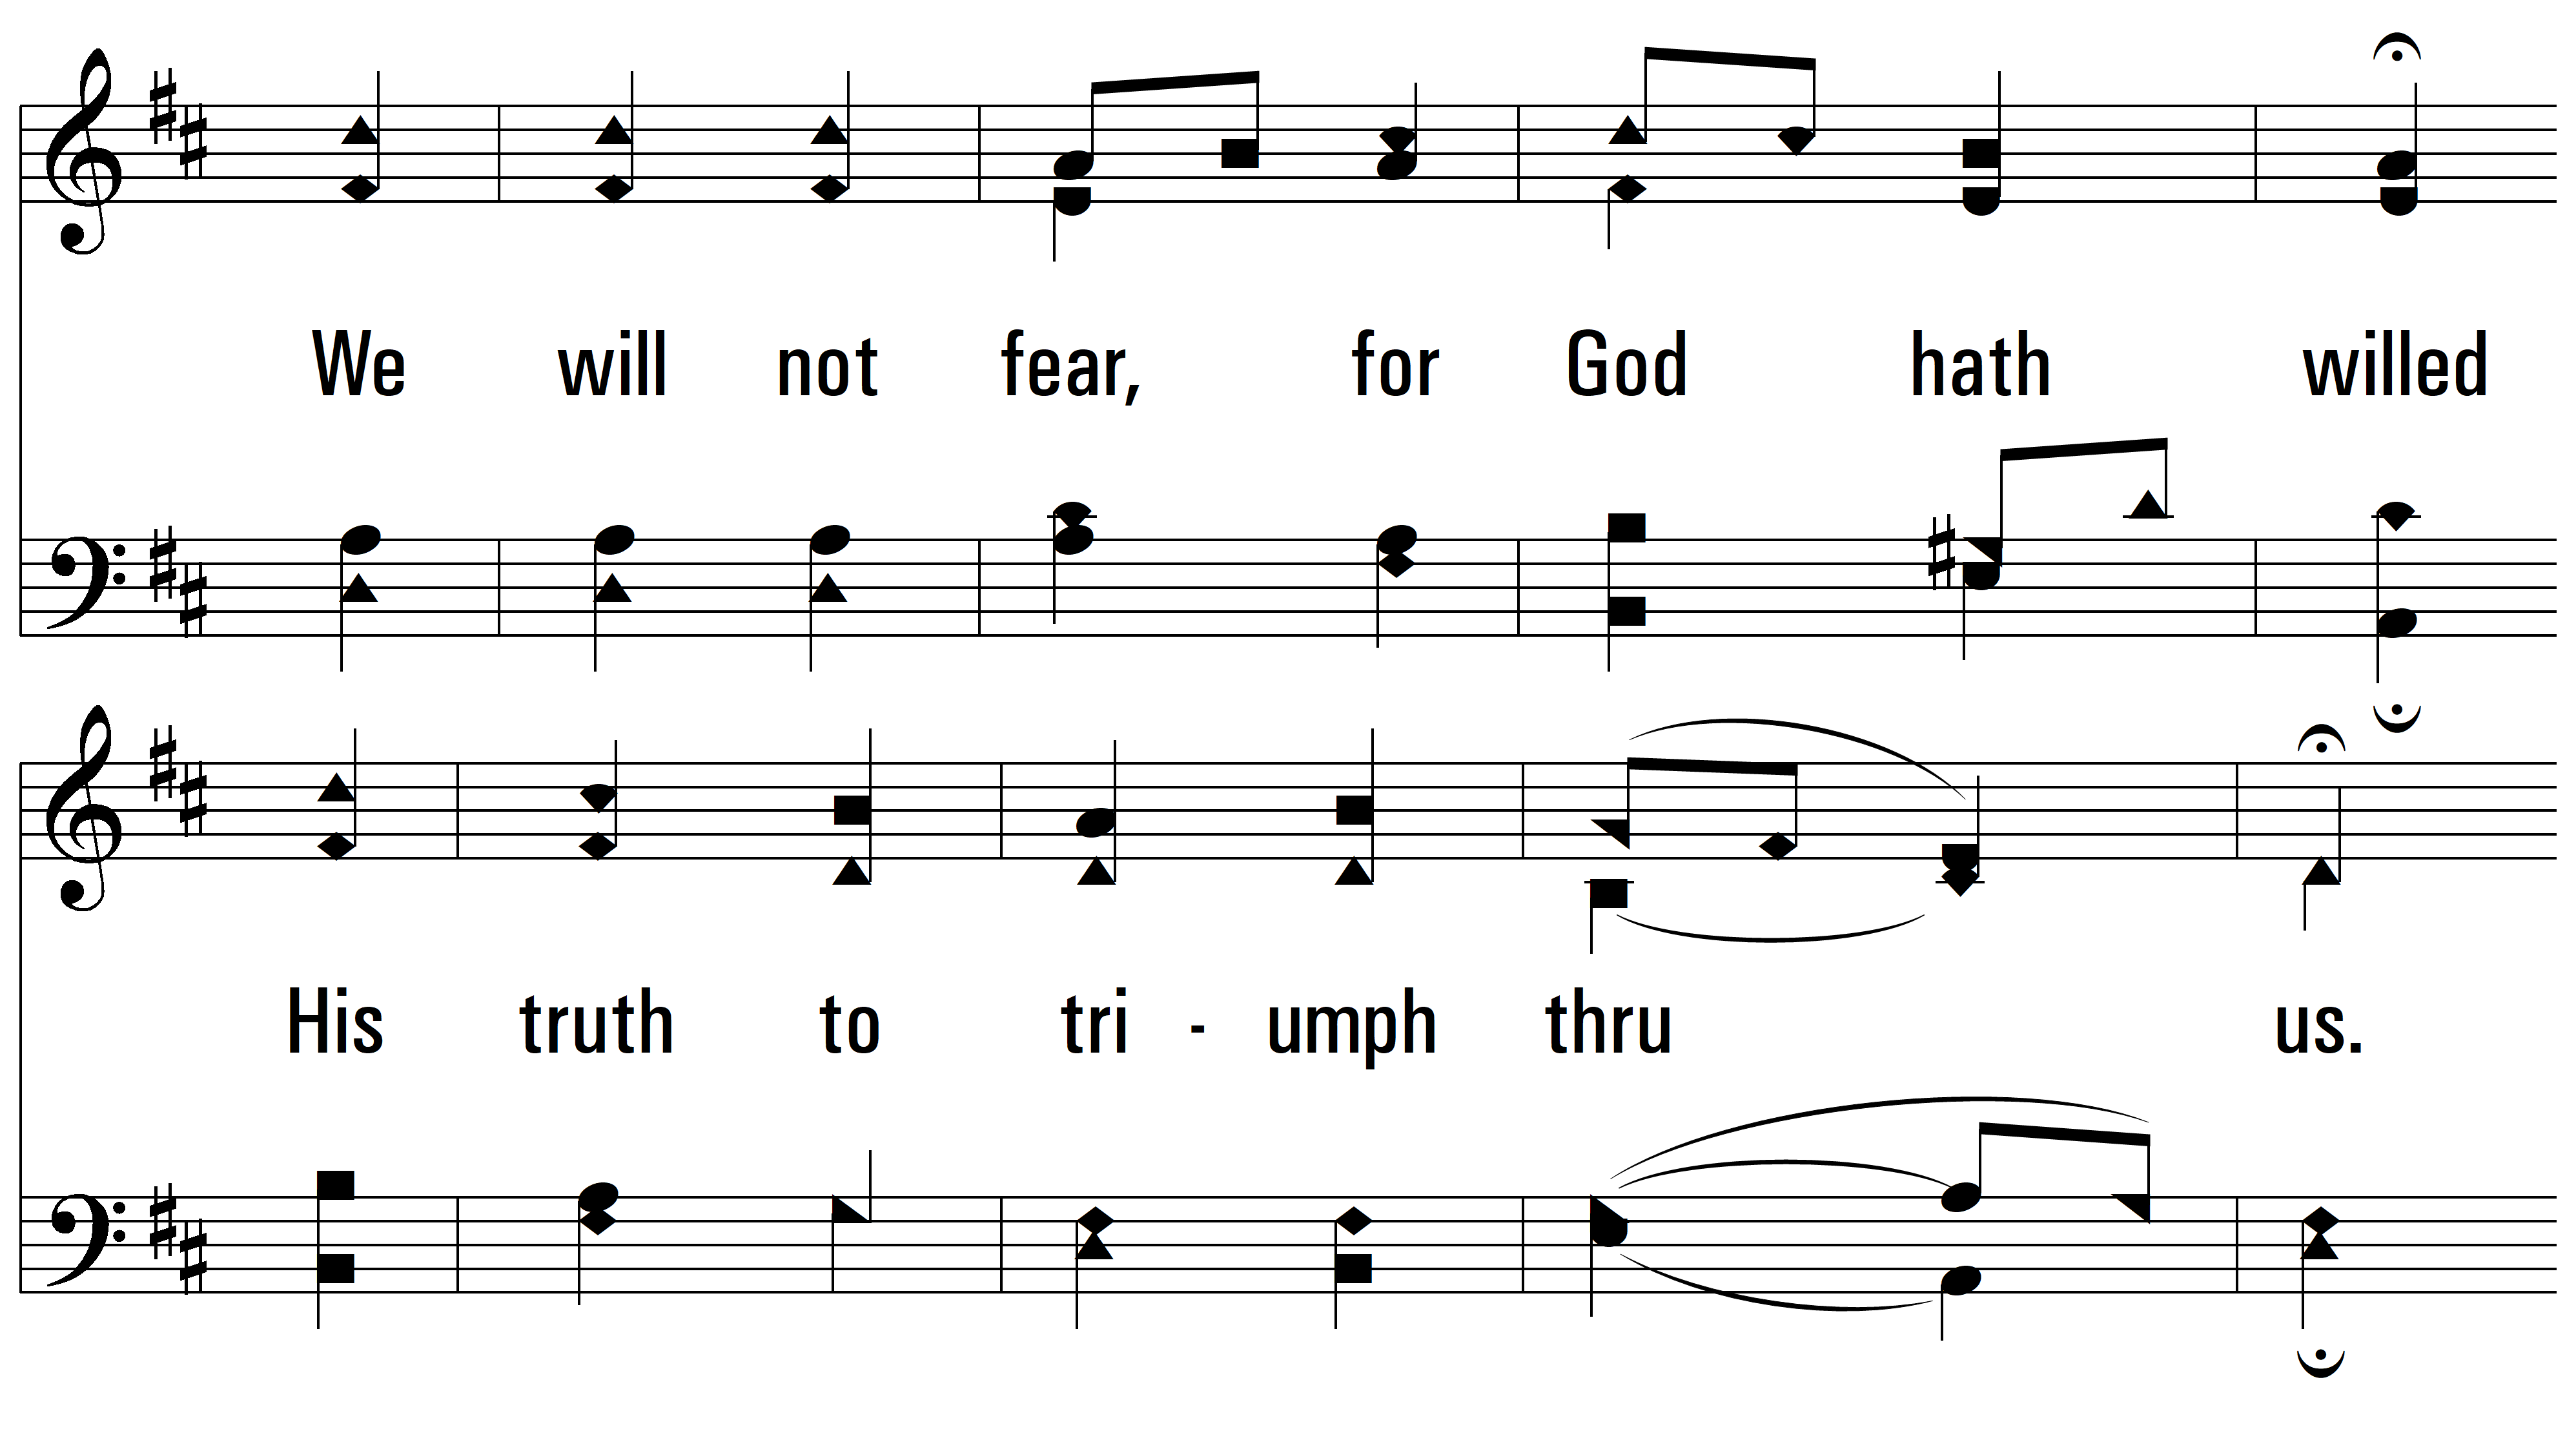 We will not fear, for God hath willed
His truth to tri - umph thru us.